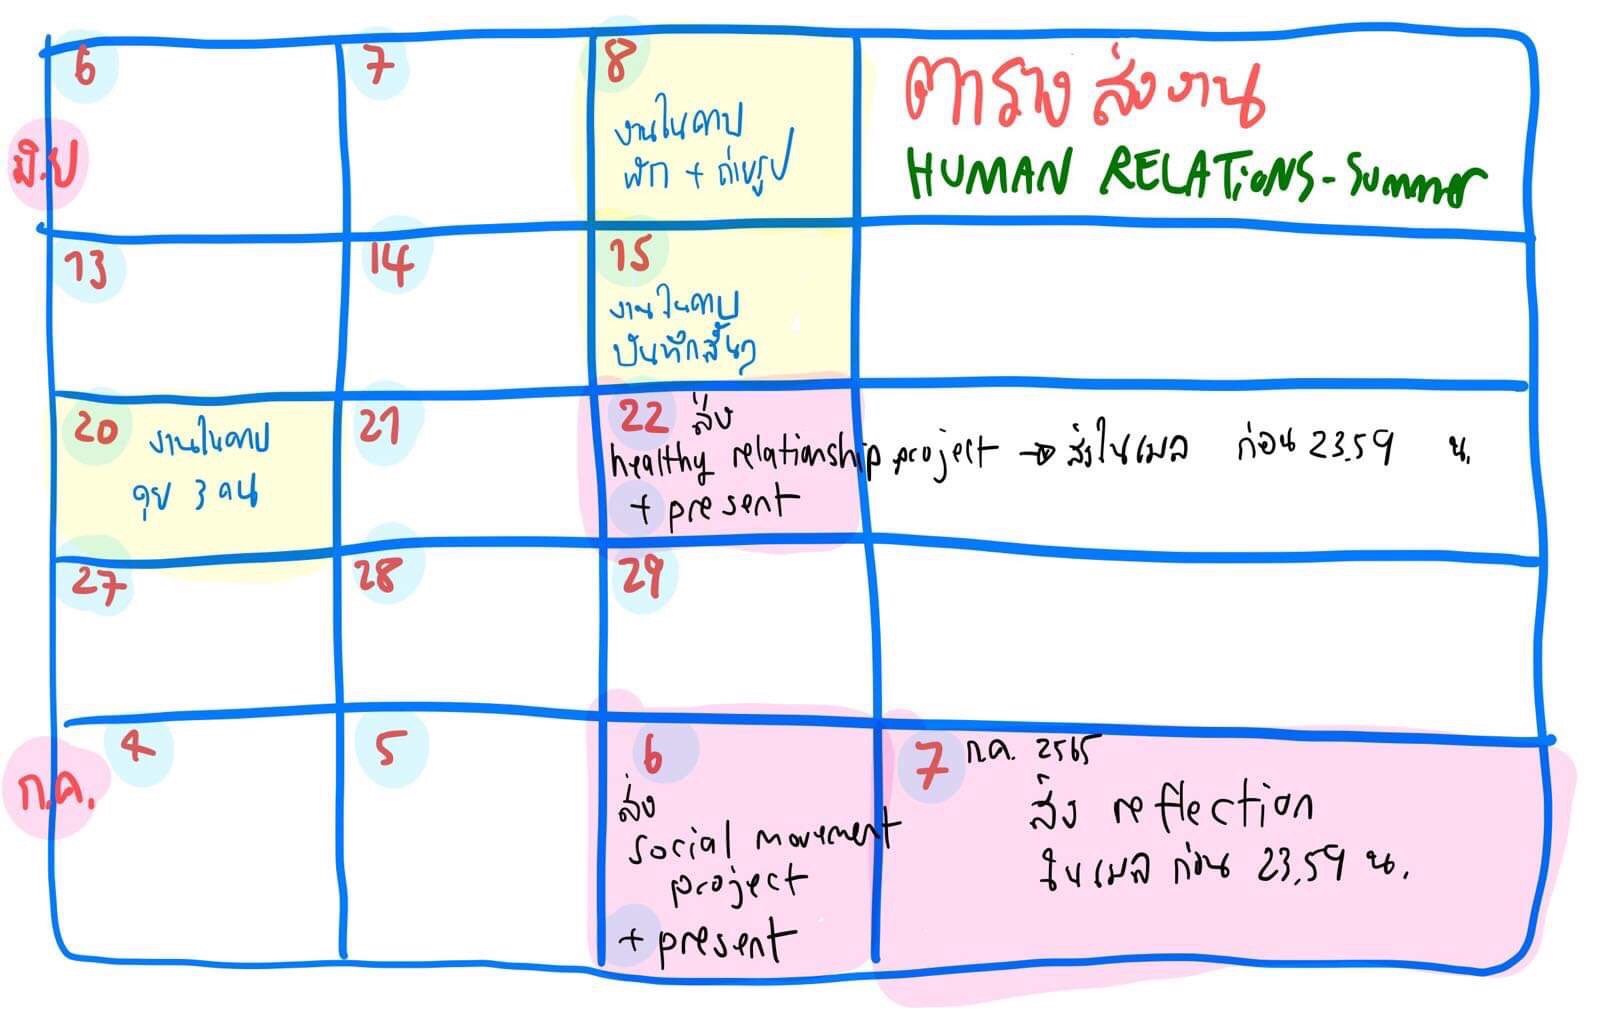 6
7
8
ตารางส่งงาน
มิ.ย
งานในคาบ
พัก + ถ่ายรูป
HUMAN RELATIONS - Summer
13
14
15
งานในคาบ
บันทึกสั้นๆ
20 งานในคาบ
คุย 3 คน
21
22 ส่ง
healthy relationship project → ส่งในเมล ก่อน 23.59 น.
+ present
27
28
29
ก.ค.
4
5
6
ส่ง
social movement
project
+ present
7 ก.ค. 2565
ส่ง reflection
ในเมล ก่อน 23.59 น.